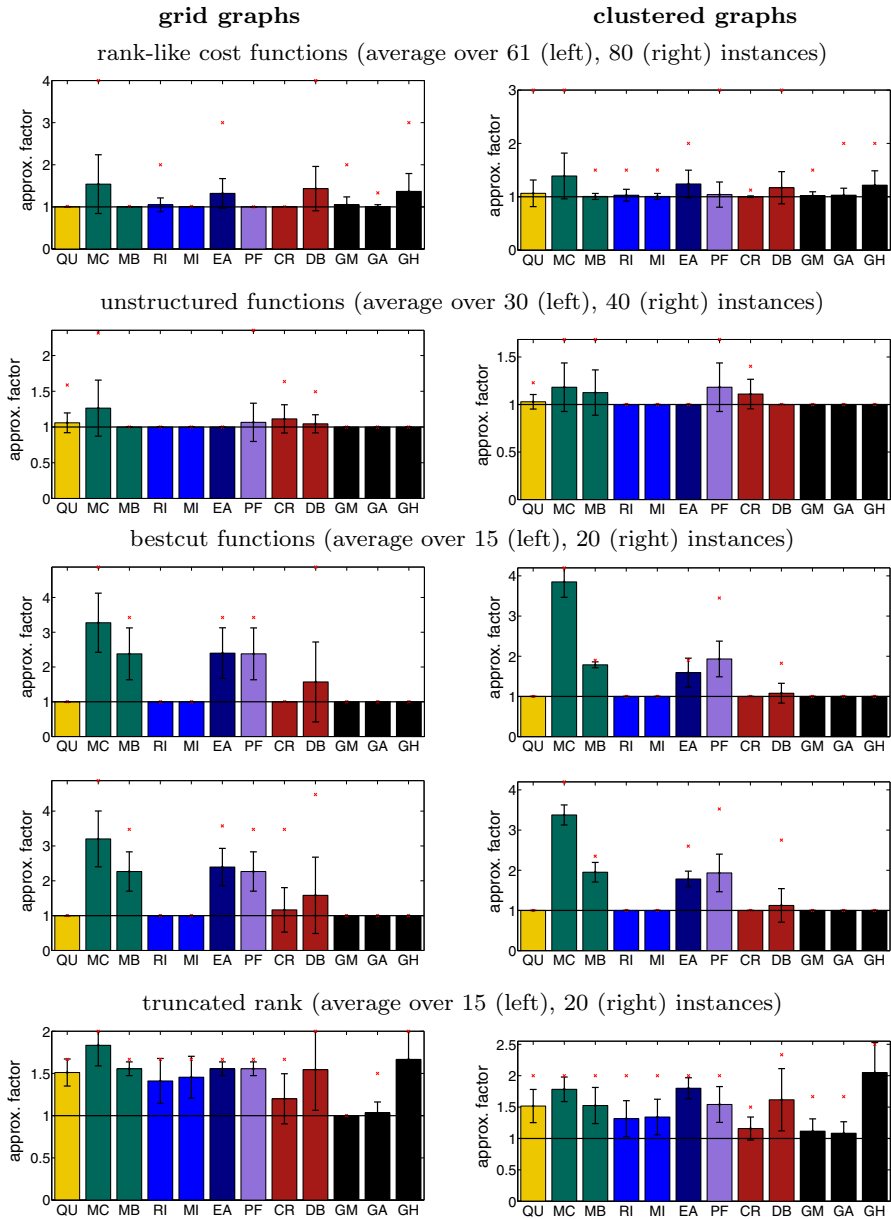 grid graphs clustered graphs
rank-like cost functions (average over 61 (left), 80 (right) instances)
approx. factor
4
3
2
1
0
QU MC MB RI MI EA PF CR DB GM GA GH
approx. factor
3
2
1
0
QU MC MB RI MI EA PF CR DB GM GA GH
unstructured functions (average over 30 (left), 40 (right) instances)
approx. factor
2
1.5
1
0.5
0
QU MC MB RI MI EA PF CR DB GM GA GH
approx. factor
1.5
1
0.5
0
QU MC MB RI MI EA PF CR DB GM GA GH
bestcut functions (average over 15 (left), 20 (right) instances)
approx. factor
4
3
2
1
0
QU MC MB RI MI EA PF CR DB GM GA GH
approx. factor
4
3
2
1
0
QU MC MB RI MI EA PF CR DB GM GA GH
approx. factor
4
3
2
1
0
QU MC MB RI MI EA PF CR DB GM GA GH
approx. factor
4
3
2
1
0
QU MC MB RI MI EA PF CR DB GM GA GH
truncated rank (average over 15 (left), 20 (right) instances)
approx. factor
2
1.5
1
0.5
0
QU MC MB RI MI EA PF CR DB GM GA GH
approx. factor
2.5
2
1.5
1
0.5
0
QU MC MB RI MI EA PF CR DB GM GA GH